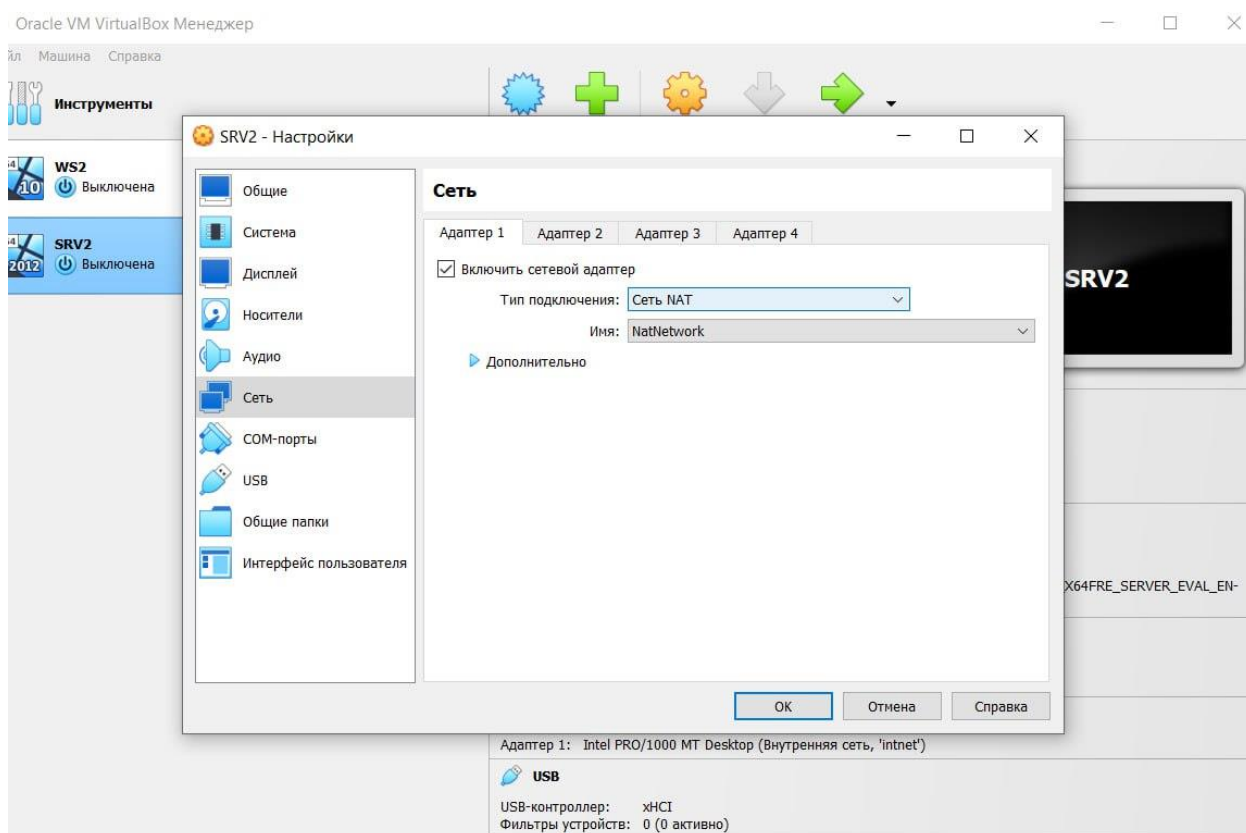 Oracle VM VirtualBox Менеджер
йл Машина Справка
Инструменты
SRV2 - Настройки
WS2
10
Выключена
SRV2
2012
Выключена
Общие
Система
Дисплей
Носители
Аудио
Сеть
COM-порты
USB
Общие папки
Интерфейс пользователя
Сеть
Адаптер 1 Адаптер 2 Адаптер 3 Адаптер 4
Включить сетевой адаптер
Тип подключения: Сеть NAT
Имя: NatNetwork
Дополнительно
OK Отмена Справка
SRV2
X64FRE_SERVER_EVAL_EN-
Адаптер 1: Intel PRO/1000 MT Desktop (Внутренняя сеть, 'intnet')
USB
USB-контроллер: xHCI
Фильтры устройств: 0 (0 активно)